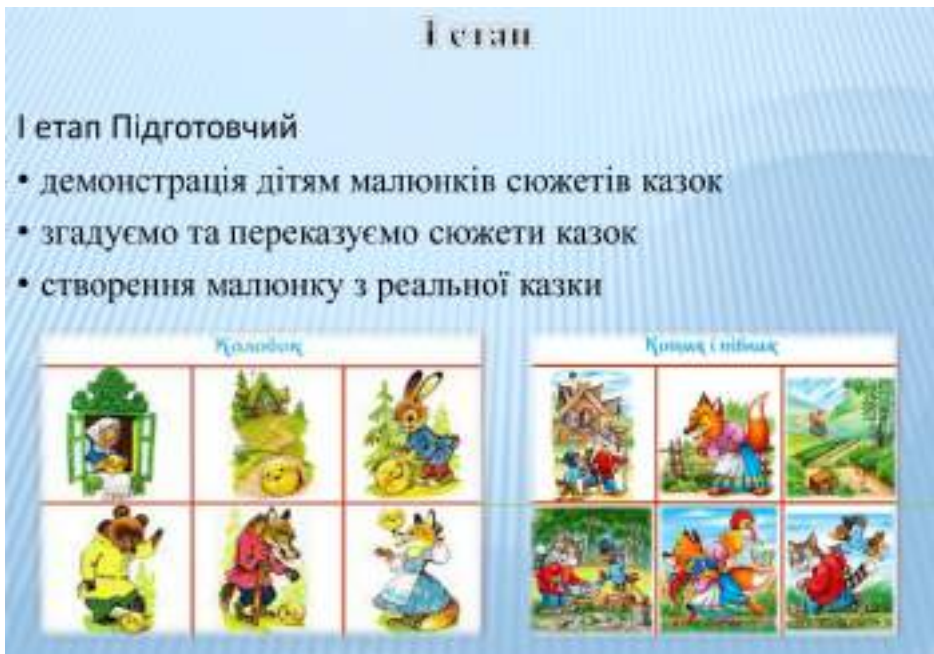 І етап
І етап Підготовчий
• демонстрація дітям малюнків сюжетів казок
• згадуємо та переказуємо сюжети казок
• створення малюнку з реальної казки
Колобок
Котик і півник